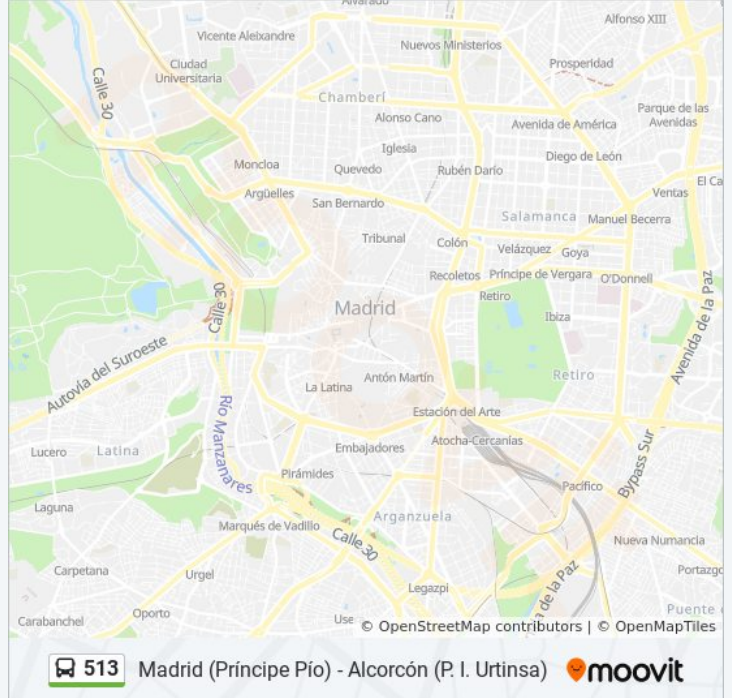 Alvarado
Alfonso XIII
Vicente Aleixandre
Nuevos Ministerios
Ciudad
Universitaria
Prosperidad
Calle 30
Chamberí
Parque de las
Avenidas
Alonso Cano
Avenida de América
Iglesia
Diego de León
Moncloa
Quevedo
Rubén Darío
El Ca
Argüelles
Ventas
San Bernardo
Salamanca
Manuel Becerra
Tribunal
Colón
Velázquez
Goya
Recoletos
Príncipe de Vergara
O'Donnell
Calle 30
Madrid
Retiro
Ibiza
Avenida de la Paz
Autovía del Suroeste
La Latina
Antón Martín
Retiro
Estación del Arte
Río Manzanares
Lucero
Latina
Embajadores
Atocha-Cercanías
Bypass Sur
Pirámides
Pacífico
Laguna
Marqués de Vadillo
Arganzuela
Calle 30
Nueva Numancia
Carpetana
Urgel
Legazpi
a de la Paz
Portazgo
Carabanchel
Oporto
Use
Puente
© OpenStreetMap contributors | © OpenMapTiles
513 Madrid (Príncipe Pío) - Alcorcón (P. I. Urtinsa) moovit